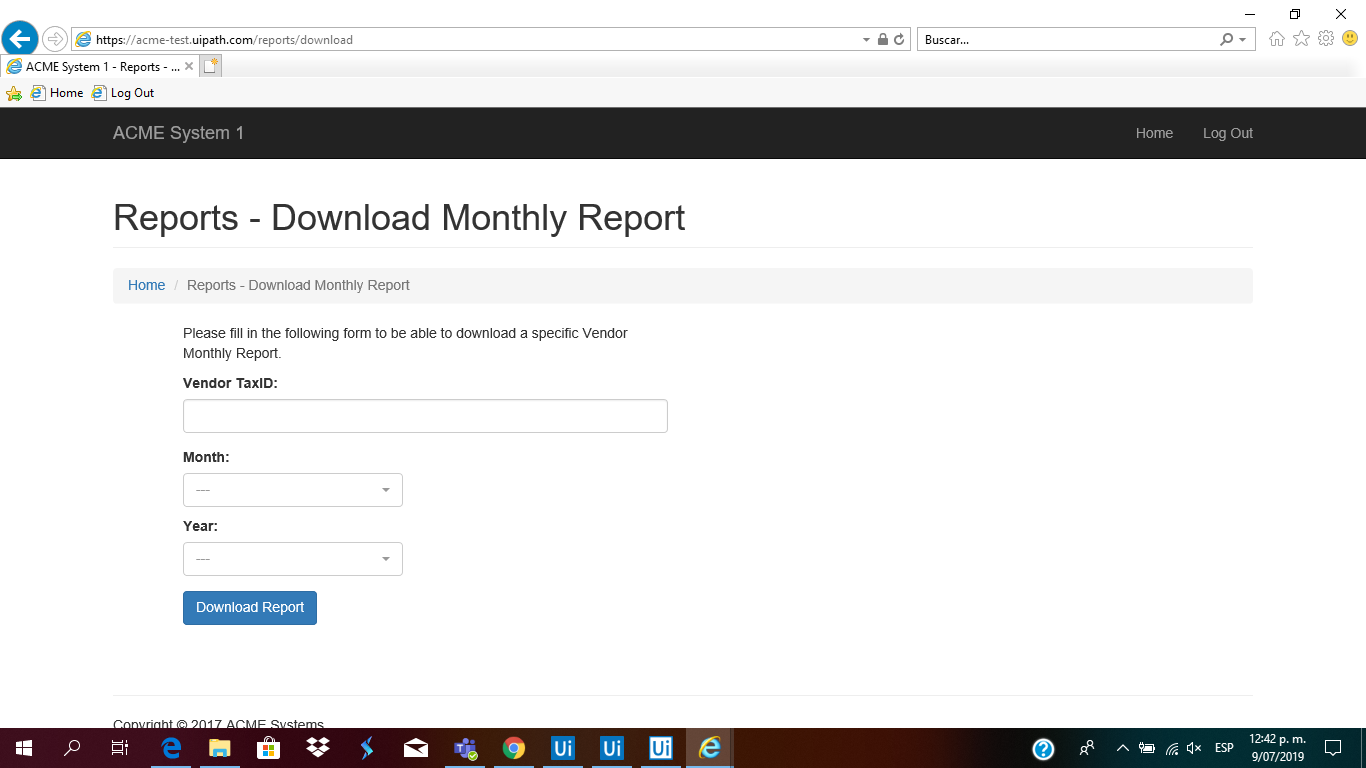 https://acme-test.uipath.com/reports/download
Buscar...
ACME System 1 - Reports - ...
Home
Log Out
ACME System 1
Home
Log Out
Reports - Download Monthly Report
Home / Reports - Download Monthly Report
Please fill in the following form to be able to download a specific Vendor
Monthly Report.
Vendor TaxID:
Month:
---
Year:
---
Download Report
Copyright © 2017 ACME Systems
Ui
Ui
Ui
ESP
12:42 p. m.
9/07/2019